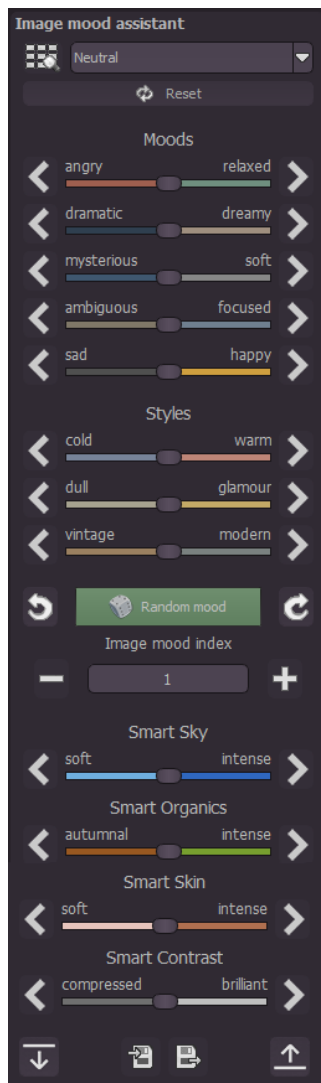 Image mood assistant
Neutral
Reset
Moods
angry relaxed
dramatic dreamy
mysterious soft
ambiguous focused
sad happy
Styles
cold warm
dull glamour
vintage modern
Random mood
Image mood index
1
Smart Sky
soft intense
Smart Organics
autumnal intense
Smart Skin
soft intense
Smart Contrast
compressed brilliant